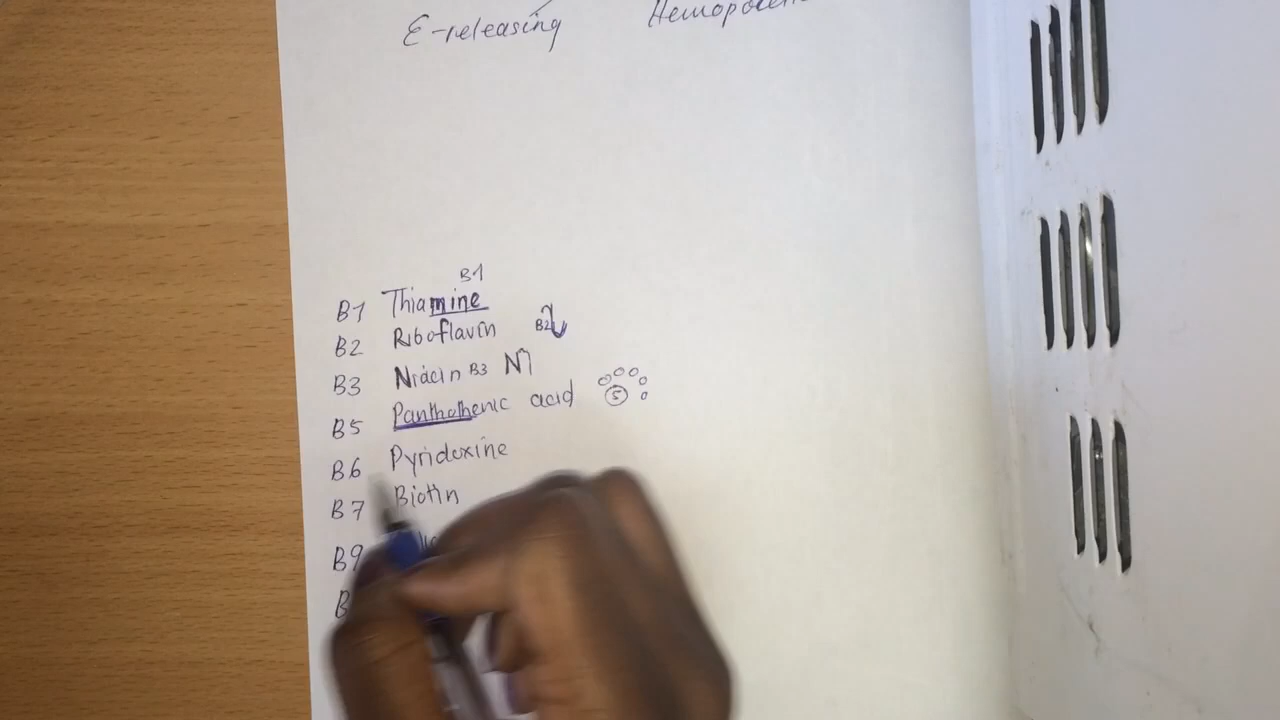 E-releasing
B1
B1 Thiamine
B2 Riboflavin B2
B3 Niacin B3 N
B5 Panthothenic acid 5
B6 Pyridoxine
B7 Biotin
B9